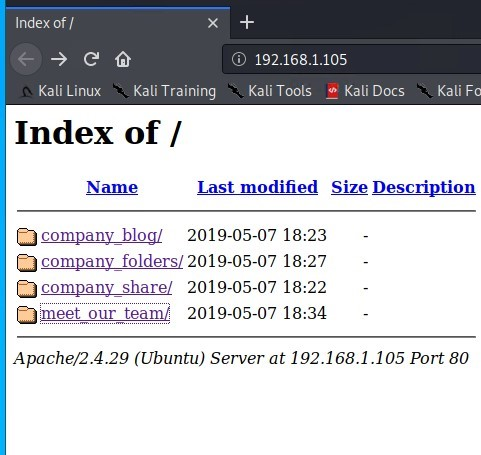 Index of /
192.168.1.105
Kali Linux Kali Training Kali Tools Kali Docs Kali Fo
Index of /
Name Last modified Size Description
company_blog/ 2019-05-07 18:23 -
company_folders/ 2019-05-07 18:27 -
company_share/ 2019-05-07 18:22 -
meet_our_team/ 2019-05-07 18:34 -
Apache/2.4.29 (Ubuntu) Server at 192.168.1.105 Port 80